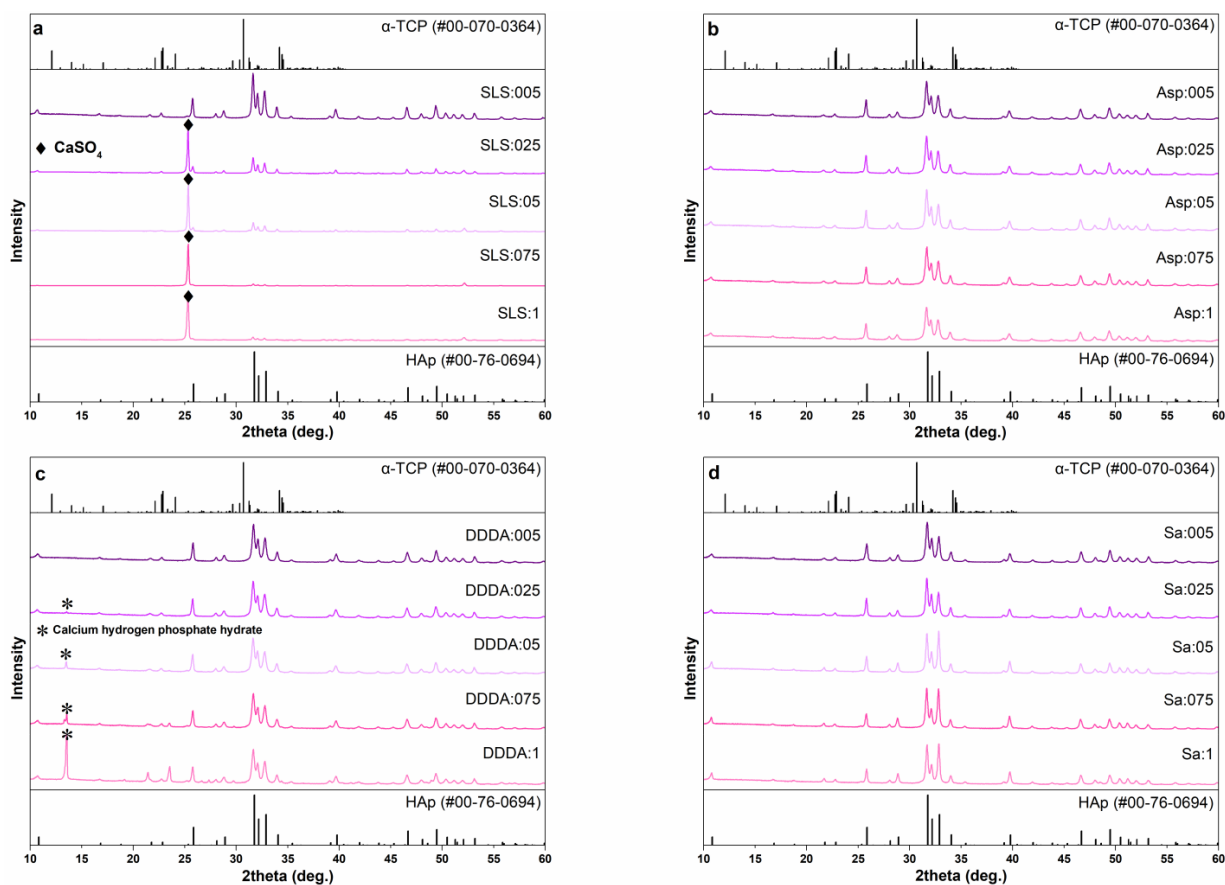 a
α-TCP (#00-070-0364)
SLS:005
◆ CaSO₄
SLS:025
SLS:05
SLS:075
SLS:1
HAp (#00-76-0694)
Intensity
10 15 20 25 30 35 40 45 50 55 60
2theta (deg.)
b
α-TCP (#00-070-0364)
Asp:005
Asp:025
Asp:05
Asp:075
Asp:1
HAp (#00-76-0694)
Intensity
10 15 20 25 30 35 40 45 50 55 60
2theta (deg.)
c
α-TCP (#00-070-0364)
DDDA:005
DDDA:025
* Calcium hydrogen phosphate hydrate
DDDA:05
DDDA:075
DDDA:1
HAp (#00-76-0694)
Intensity
10 15 20 25 30 35 40 45 50 55 60
2theta (deg.)
d
α-TCP (#00-070-0364)
Sa:005
Sa:025
Sa:05
Sa:075
Sa:1
HAp (#00-76-0694)
Intensity
10 15 20 25 30 35 40 45 50 55 60
2theta (deg.)